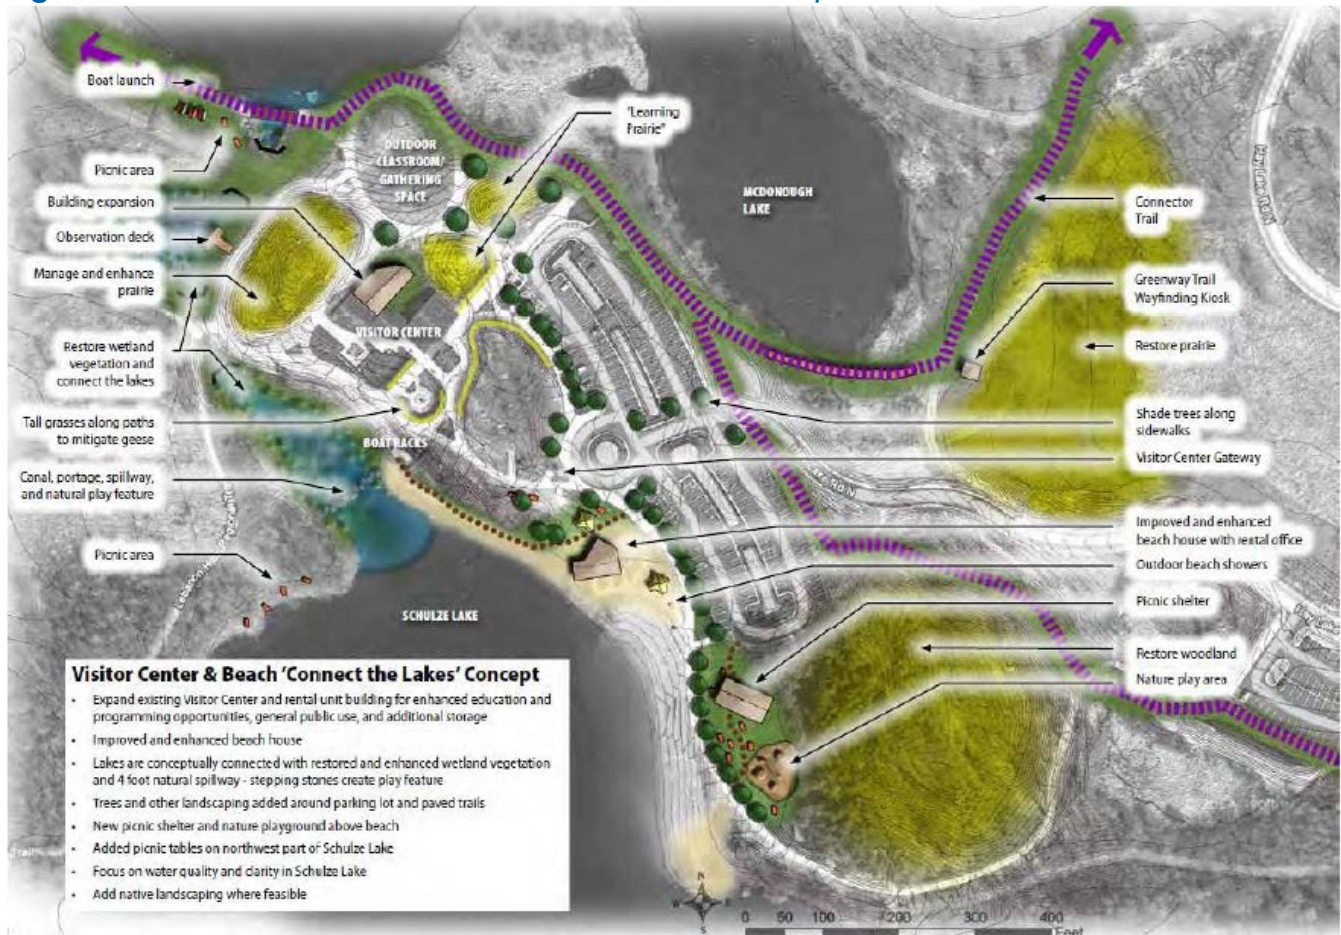 Boat launch
"Learning
Prairie"
OUTDOOR
CLASSROOM/
GATHERING
SPACE
Picnic area
MCDONOUGH
LAKE
Building expansion
Connector
Trail
Observation deck
Manage and enhance
prairie
Greenway Trail
Wayfinding Kiosk
VISITOR CENTER
Restore wetland
vegetation and
connect the lakes
Restore prairie
Tall grasses along paths
to mitigate geese
Shade trees along
sidewalks
BOAT RACKS
Visitor Center Gateway
Canal, portage, spillway,
and natural play feature
Improved and enhanced
beach house with rental office
Picnic area
Outdoor beach showers
Picnic shelter
SCHULZE LAKE
Restore woodland
Nature play area
Visitor Center & Beach 'Connect the Lakes' Concept
• Expand existing Visitor Center and rental unit building for enhanced education and
programming opportunities, general public use, and additional storage
• Improved and enhanced beach house
• Lakes are conceptually connected with restored and enhanced wetland vegetation
and 4 foot natural spillway - stepping stones create play feature
• Trees and other landscaping added around parking lot and paved trails
• New picnic shelter and nature playground above beach
• Added picnic tables on northwest part of Schulze Lake
• Focus on water quality and clarity in Schulze Lake
• Add native landscaping where feasible
N
W
S
0 50 100 200 300 400
Feet